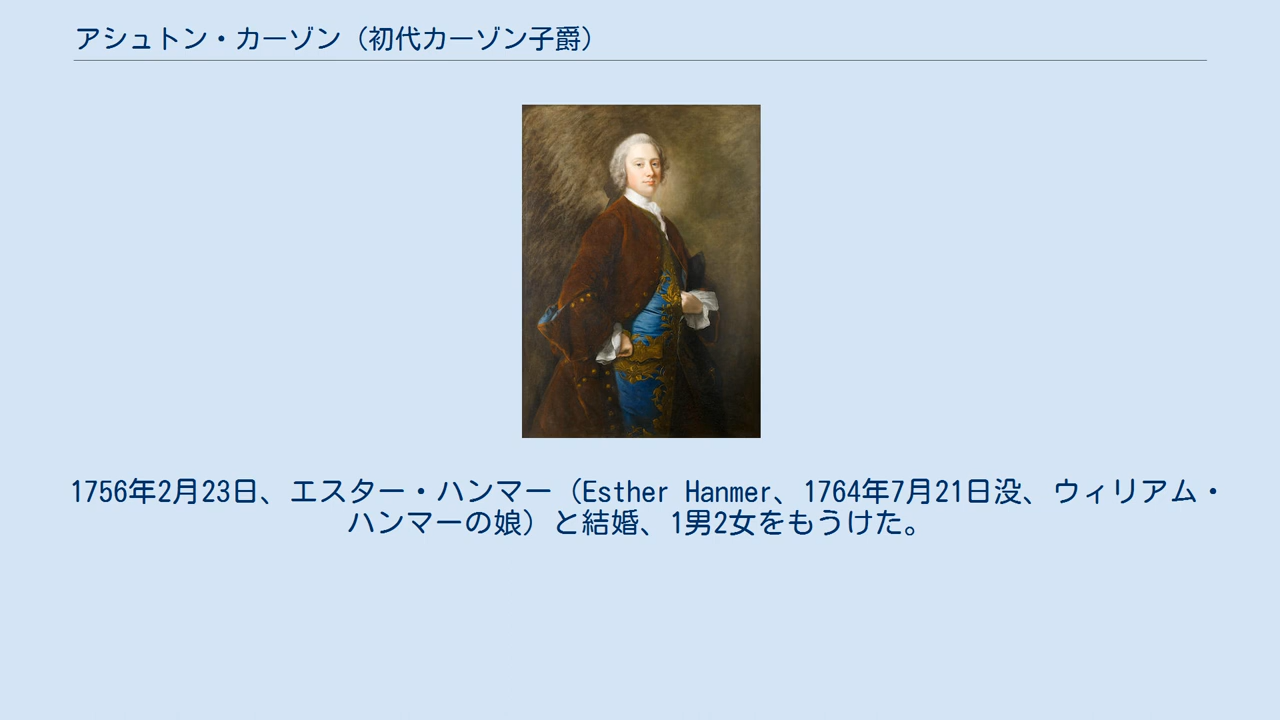 アシュトン・カーゾン（初代カーゾン子爵）
1756年2月23日、エスター・ハンマー（Esther Hanmer、1764年7月21日没、ウィリアム・
ハンマーの娘）と結婚、1男2女をもうけた。